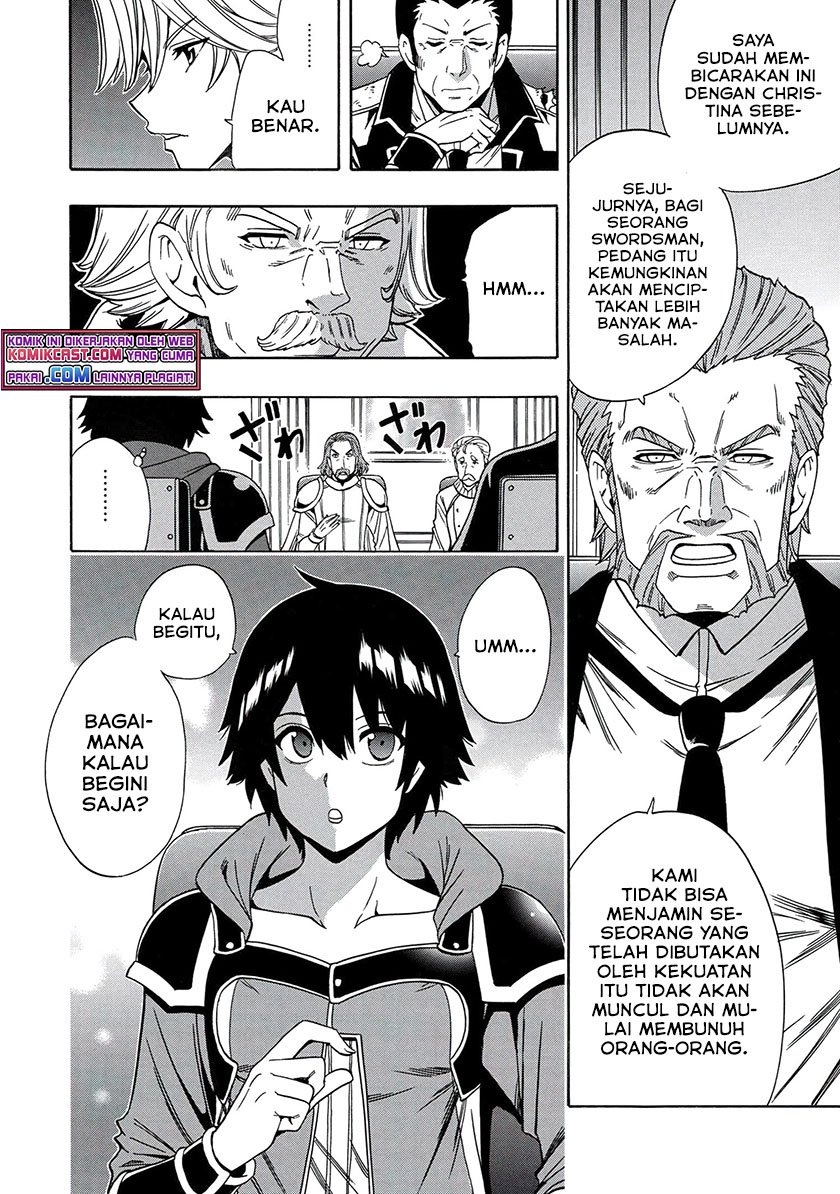 SAYA
SUDAH MEM-
BICARAKAN INI
DENGAN CHRIS-
TINA SEBE-
LUMNYA.
SEJU-
JURNYA, BAGI
SEORANG
SWORDSMAN,
PEDANG ITU
KEMUNGKINAN
AKAN MENCIP-
TAKAN LEBIH
BANYAK MA-
SALAH.
KAMI
TIDAK BISA
MENJAMIN SE-
SEORANG YANG
TELAH DIBUTAKAN
OLEH KEKUATAN
ITU TIDAK AKAN
MUNCUL DAN MU-
LAI MEMBUNUH
ORANG-ORANG.
........
KAU
BENAR.
HMM...
KOMIK INI DIKERJAKAN OLEH WEB
KOMIKCAST.COM YANG CUMA
PAKAI .COM LAINNYA PLAGIAT!
ざわ
ざわ
........
UMM...
KALAU
BEGITU,
BAGAI-
MANA
KALAU
BEGINI
SAJA?